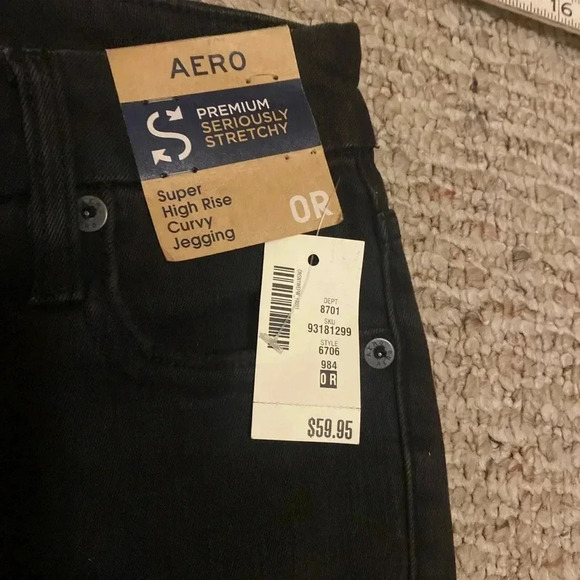 16
AERO
PREMIUM
SERIOUSLY
STRETCHY
Super
High Rise
Curvy
Jegging
0R
DEPT
8701
SKU
93181299
STYLE
6706
984
0 R
$59.95